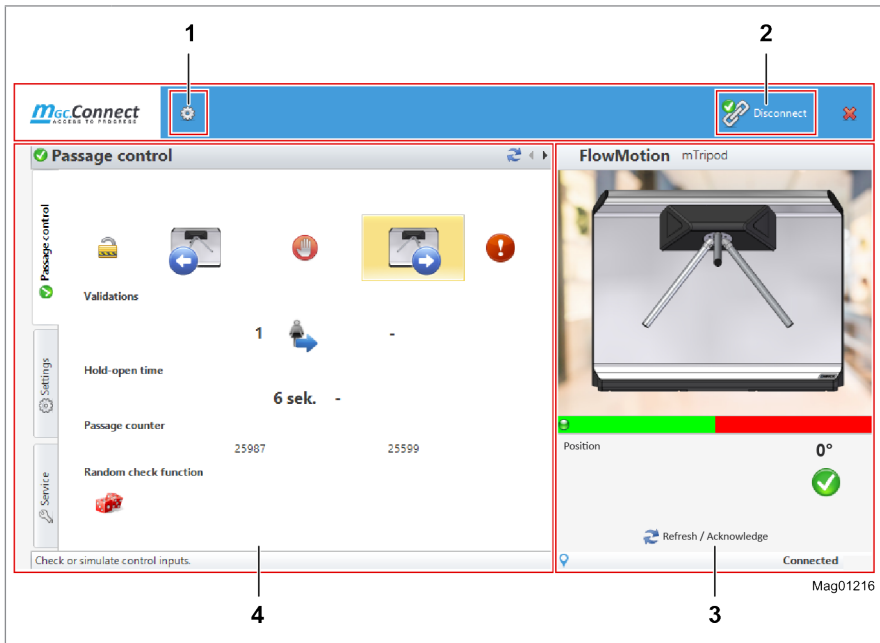 1
2
MGC.Connect
ACCESS TO PROGRESS
Disconnect
Passage control
FlowMotion mTripod
Passage control
Settings
Service
Validations
1 -
Hold-open time
6 sek. -
Passage counter
25987 25599
Random check function
Check or simulate control inputs.
Position 0°
Refresh / Acknowledge
Connected
Mag01216
4
3